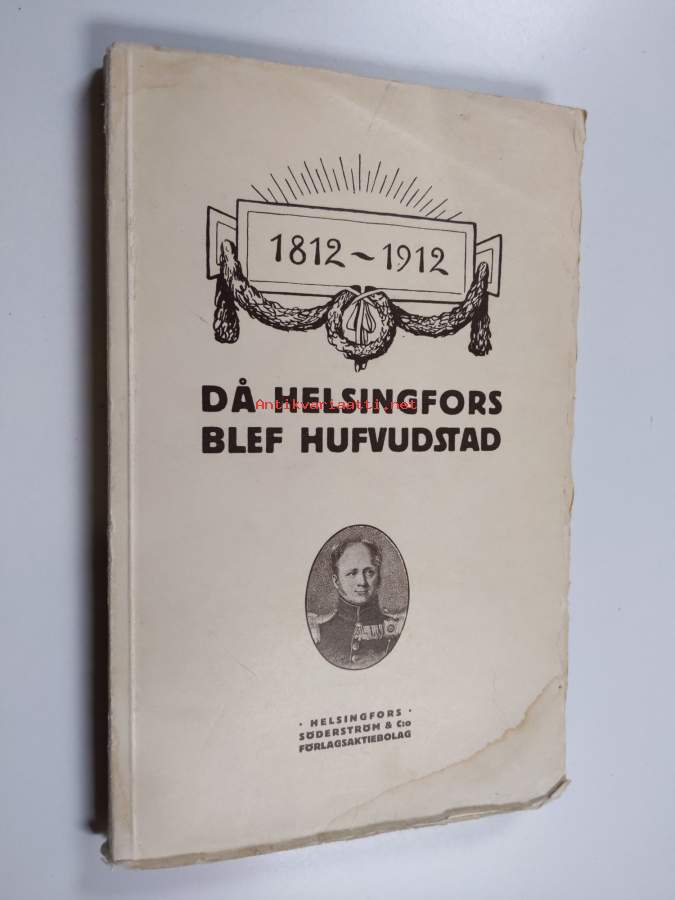 1812~1912
DÅ HELSINGFORS
Antikvariaatti.net
BLEF HUFVUDSTAD
· HELSINGFORS ·
SÖDERSTRÖM & C:o
FÖRLAGSAKTIEBOLAG